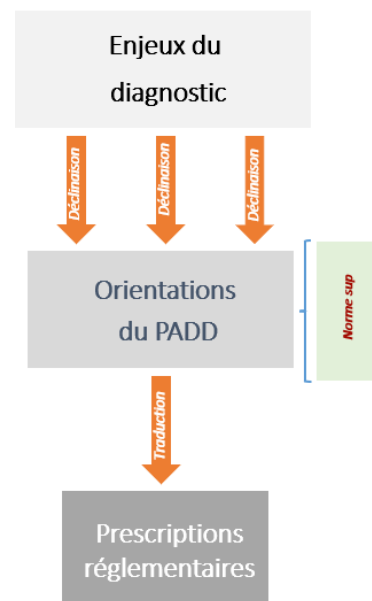 Enjeux du
diagnostic
Déclinaison
Déclinaison
Déclinaison
Orientations
du PADD
Norme sup
Traduction
Prescriptions
réglementaires